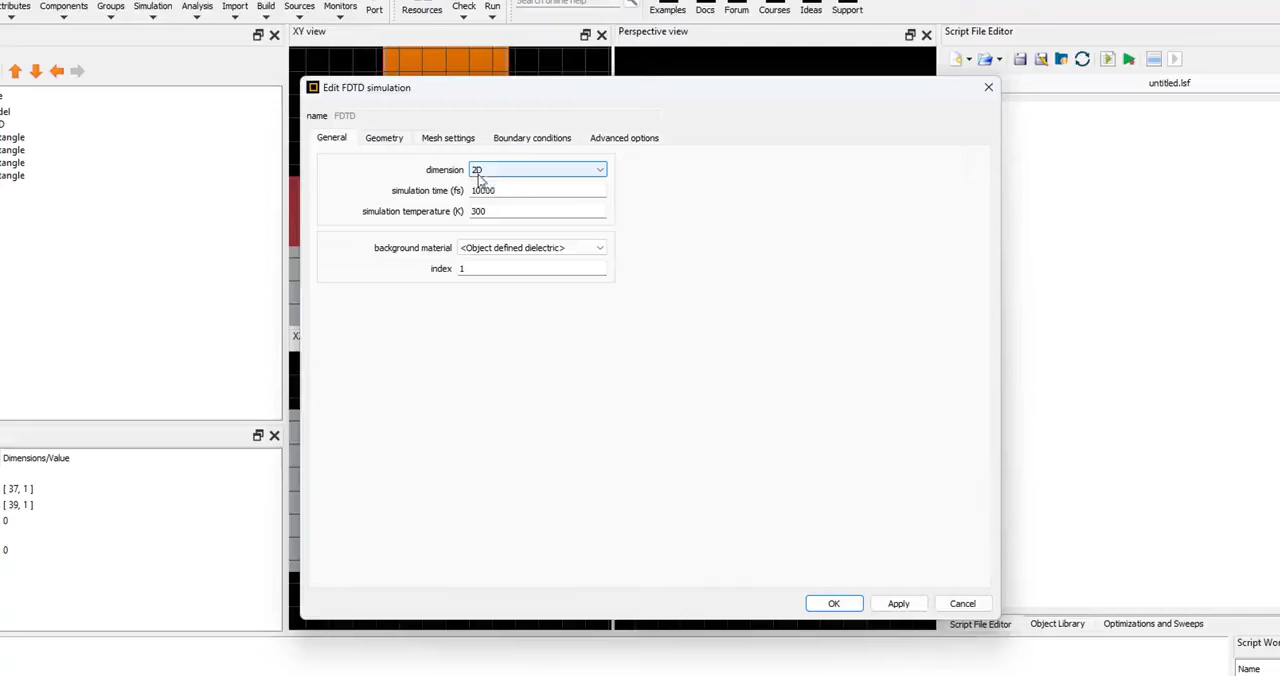 Simulation Analysis Groups Import Build Sources Monitors
Components
Port Resources Check Run
Search online help
Examples Docs Forum Courses Ideas Support
XY view
Perspective view
Script File Editor
untitled.lsf
Edit FDTD simulation
name FDTD
General Geometry Mesh settings Boundary conditions Advanced options
dimension 2D
simulation time (fs) 10000
simulation temperature (K) 300
background material <Object defined dielectric>
index 1
OK Apply Cancel
Dimensions/Value
[ 37, 1 ]
[ 39, 1 ]
0
0
Script File Editor Object Library Optimizations and Sweeps
Name